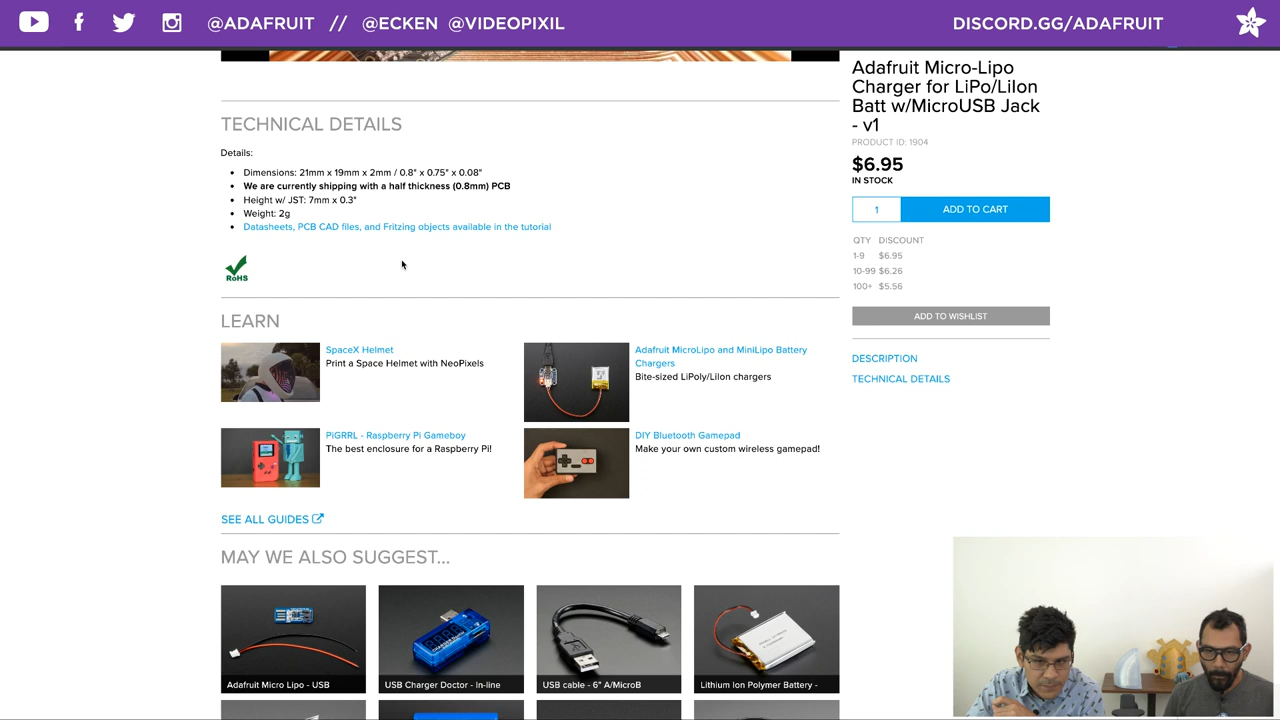 @ADAFRUIT // @ECKEN @VIDEOPIXIL
DISCORD.GG/ADAFRUIT
TECHNICAL DETAILS
Details:
Dimensions: 21mm x 19mm x 2mm / 0.8" x 0.75" x 0.08"
We are currently shipping with a half thickness (0.8mm) PCB
Height w/ JST: 7mm x 0.3"
Weight: 2g
Datasheets, PCB CAD files, and Fritzing objects available in the tutorial
RoHS
LEARN
SpaceX Helmet
Print a Space Helmet with NeoPixels
Adafruit MicroLipo and MiniLipo Battery
Chargers
Bite-sized LiPoly/LiIon chargers
PiGRRL - Raspberry Pi Gameboy
The best enclosure for a Raspberry Pi!
DIY Bluetooth Gamepad
Make your own custom wireless gamepad!
SEE ALL GUIDES
MAY WE ALSO SUGGEST...
Adafruit Micro Lipo - USB
USB Charger Doctor - In-line
USB cable - 6" A/MicroB
Lithium Ion Polymer Battery -
Adafruit Micro-Lipo
Charger for LiPo/LiIon
Batt w/MicroUSB Jack
- v1
PRODUCT ID: 1904
$6.95
IN STOCK
1 ADD TO CART
QTY DISCOUNT
1-9 $6.95
10-99 $6.26
100+ $5.56
ADD TO WISHLIST
DESCRIPTION
TECHNICAL DETAILS